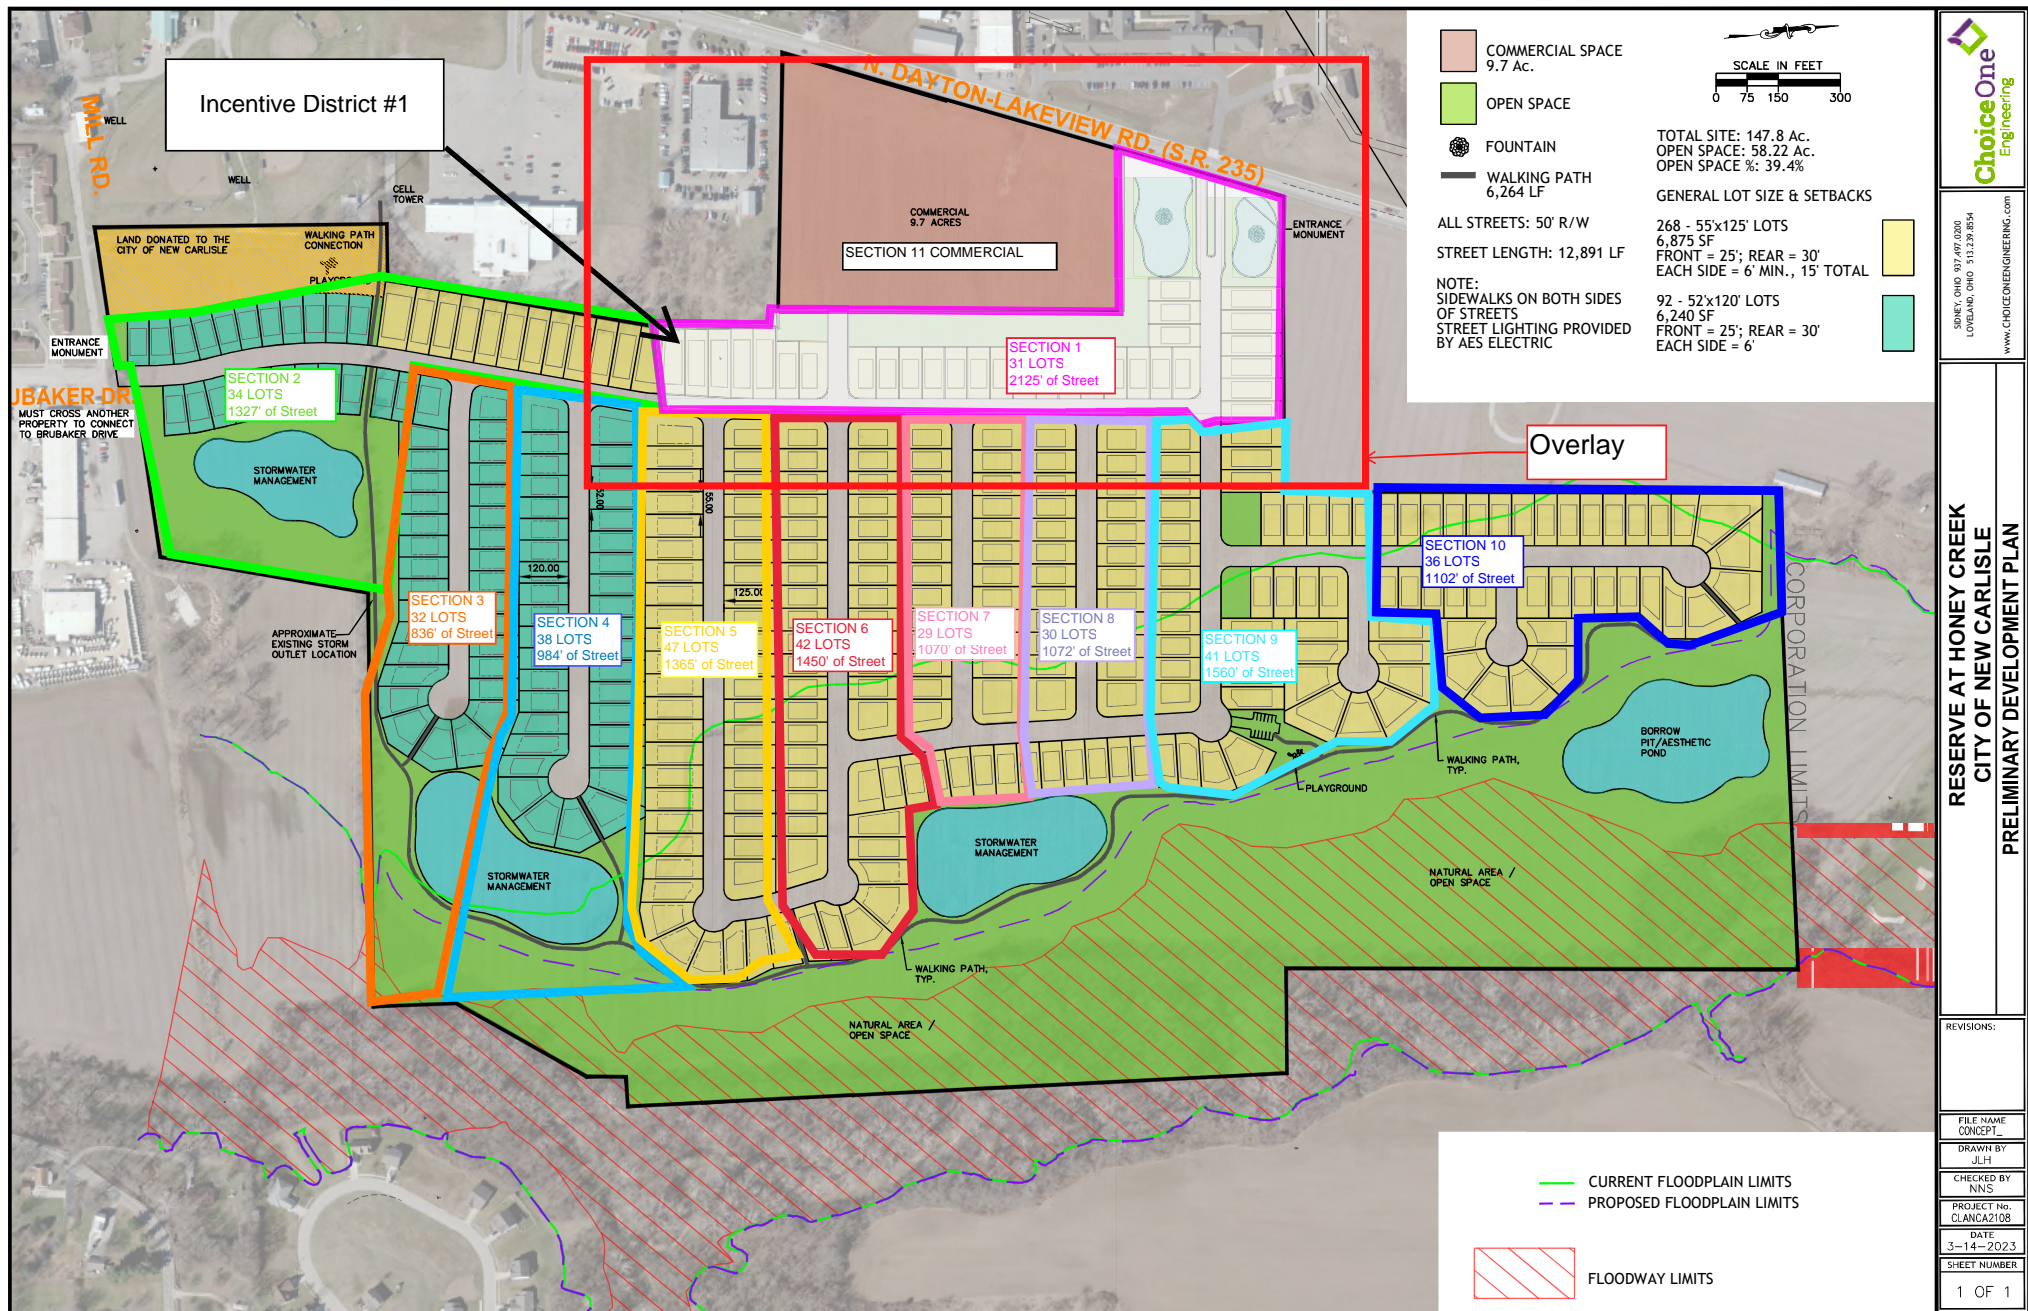 Incentive District #1
MILL RD.
WELL
WELL
CELL
TOWER
LAND DONATED TO THE
CITY OF NEW CARLISLE
WALKING PATH
CONNECTION
ENTRANCE
MONUMENT
UBAKER DR.
MUST CROSS ANOTHER
PROPERTY TO CONNECT
TO BRUBAKER DRIVE
SECTION 2
34 LOTS
1327' of Street
STORMWATER
MANAGEMENT
APPROXIMATE
EXISTING STORM
OUTLET LOCATION
N. DAYTON-LAKEVIEW RD. (S.R. 235)
COMMERCIAL
9.7 ACRES
SECTION 11 COMMERCIAL
ENTRANCE
MONUMENT
SECTION 1
31 LOTS
2125' of Street
Overlay
120.00
52.00
55.00
125.00
SECTION 3
32 LOTS
836' of Street
SECTION 4
38 LOTS
984' of Street
SECTION 5
47 LOTS
1365' of Street
SECTION 6
42 LOTS
1450' of Street
SECTION 7
29 LOTS
1070' of Street
SECTION 8
30 LOTS
1072' of Street
SECTION 9
41 LOTS
1560' of Street
SECTION 10
36 LOTS
1102' of Street
CORPORATION LIMITS
BORROW
PIT/AESTHETIC
POND
WALKING PATH,
TYP.
PLAYGROUND
STORMWATER
MANAGEMENT
STORMWATER
MANAGEMENT
NATURAL AREA /
OPEN SPACE
WALKING PATH,
TYP.
NATURAL AREA /
OPEN SPACE
COMMERCIAL SPACE
9.7 Ac.
OPEN SPACE
FOUNTAIN
WALKING PATH
6,264 LF
ALL STREETS: 50' R/W
STREET LENGTH: 12,891 LF
NOTE:
SIDEWALKS ON BOTH SIDES
OF STREETS
STREET LIGHTING PROVIDED
BY AES ELECTRIC
SCALE IN FEET
0 75 150 300
TOTAL SITE: 147.8 Ac.
OPEN SPACE: 58.22 Ac.
OPEN SPACE %: 39.4%
GENERAL LOT SIZE & SETBACKS
268 - 55'x125' LOTS
6,875 SF
FRONT = 25'; REAR = 30'
EACH SIDE = 6' MIN., 15' TOTAL
92 - 52'x120' LOTS
6,240 SF
FRONT = 25'; REAR = 30'
EACH SIDE = 6'
CURRENT FLOODPLAIN LIMITS
PROPOSED FLOODPLAIN LIMITS
FLOODWAY LIMITS
ChoiceOne
Engineering
SIDNEY, OHIO 937.497.0200
LOVELAND, OHIO 513.239.8554
www.CHOICEONEENGINEERING.com
RESERVE AT HONEY CREEK
CITY OF NEW CARLISLE
PRELIMINARY DEVELOPMENT PLAN
REVISIONS:
FILE NAME
CONCEPT_
DRAWN BY
JLH
CHECKED BY
NNS
PROJECT No.
CLANCA2108
DATE
3-14-2023
SHEET NUMBER
1 OF 1